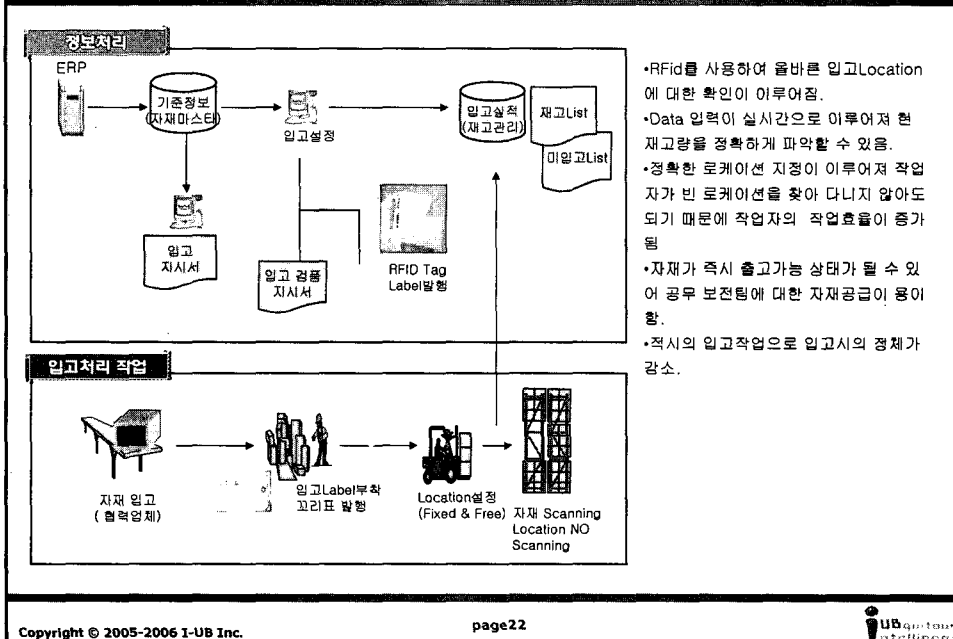 정보처리
ERP
기준정보
(자재마스터)
입고설정
입고실적
(재고관리)
재고List
미입고List
입고
지시서
입고 검품
지시서
RFID Tag
Label발행
입고처리 작업
자재 입고
( 협력업체)
입고Label부착
꼬리표 발행
Location설정
(Fixed & Free)
자재 Scanning
Location NO
Scanning
•RFid를 사용하여 올바른 입고Location
에 대한 확인이 이루어짐.
•Data 입력이 실시간으로 이루어져 현
재고량을 정확하게 파악할 수 있음.
•정확한 로케이션 지정이 이루어져 작업
자가 빈 로케이션을 찾아 다니지 않아도
되기 때문에 작업자의 작업효율이 증가
됨
•자재가 즉시 출고가능 상태가 될 수 있
어 공무 보전팀에 대한 자재공급이 용이
함.
•적시의 입고작업으로 입고시의 정체가
감소.
Copyright © 2005-2006 I-UB Inc.
page22